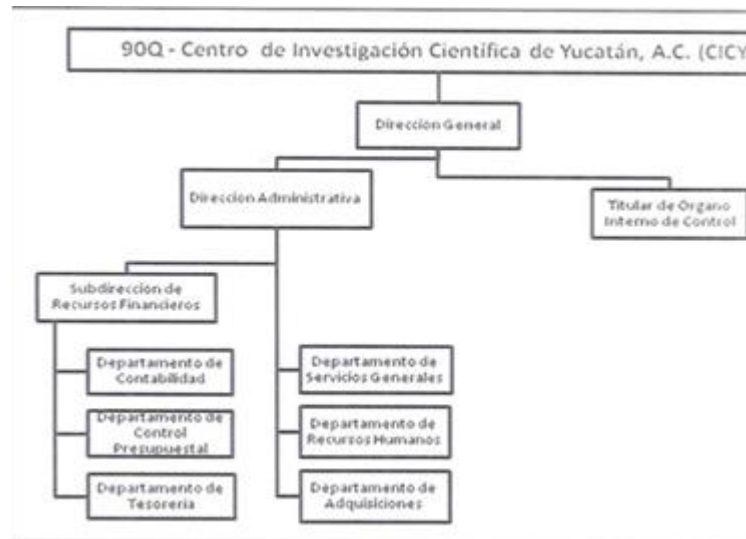 90Q - Centro de Investigación Científica de Yucatán, A.C. (CICY
Direccion General
Direccion Administrativa
Titular de Organo
Interno de Control
Subdireccion de
Recursos Financieros
Departamento de
Contabilidad
Departamento de
Servicios Generales
Departamento de
Control
Presupuestal
Departamento de
Recursos Humanos
Departamento de
Tesoreria
Departamento de
Adquisiciones